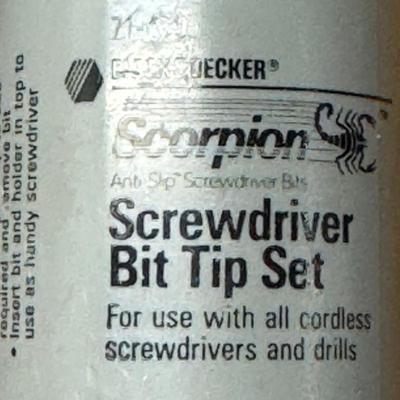 BLACK & DECKER®
Scorpion
Anti Slip™ Screwdriver Bits
Screwdriver
Bit Tip Set
For use with all cordless
screwdrivers and drills
required and remove bit
• Insert bit and holder in top to
use as handy screwdriver